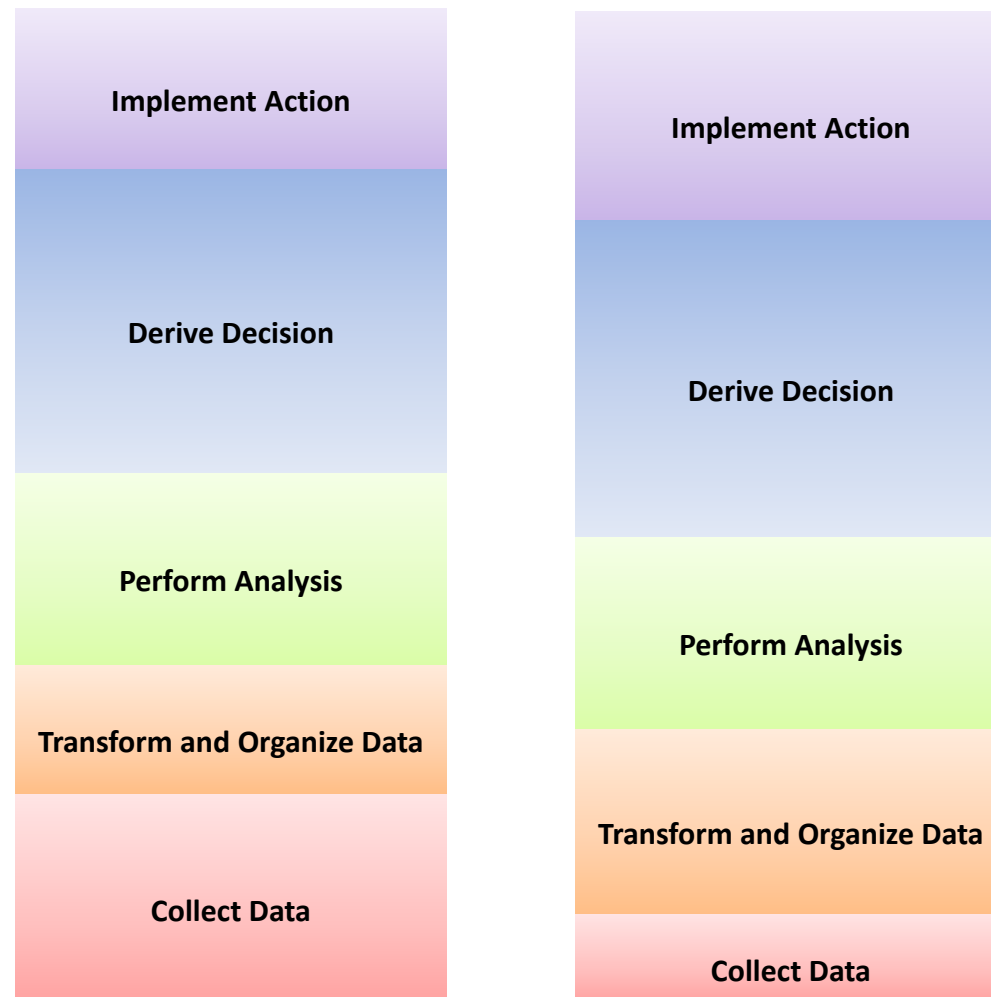 Implement Action
Derive Decision
Perform Analysis
Transform and Organize Data
Collect Data
Implement Action
Derive Decision
Perform Analysis
Transform and Organize Data
Collect Data